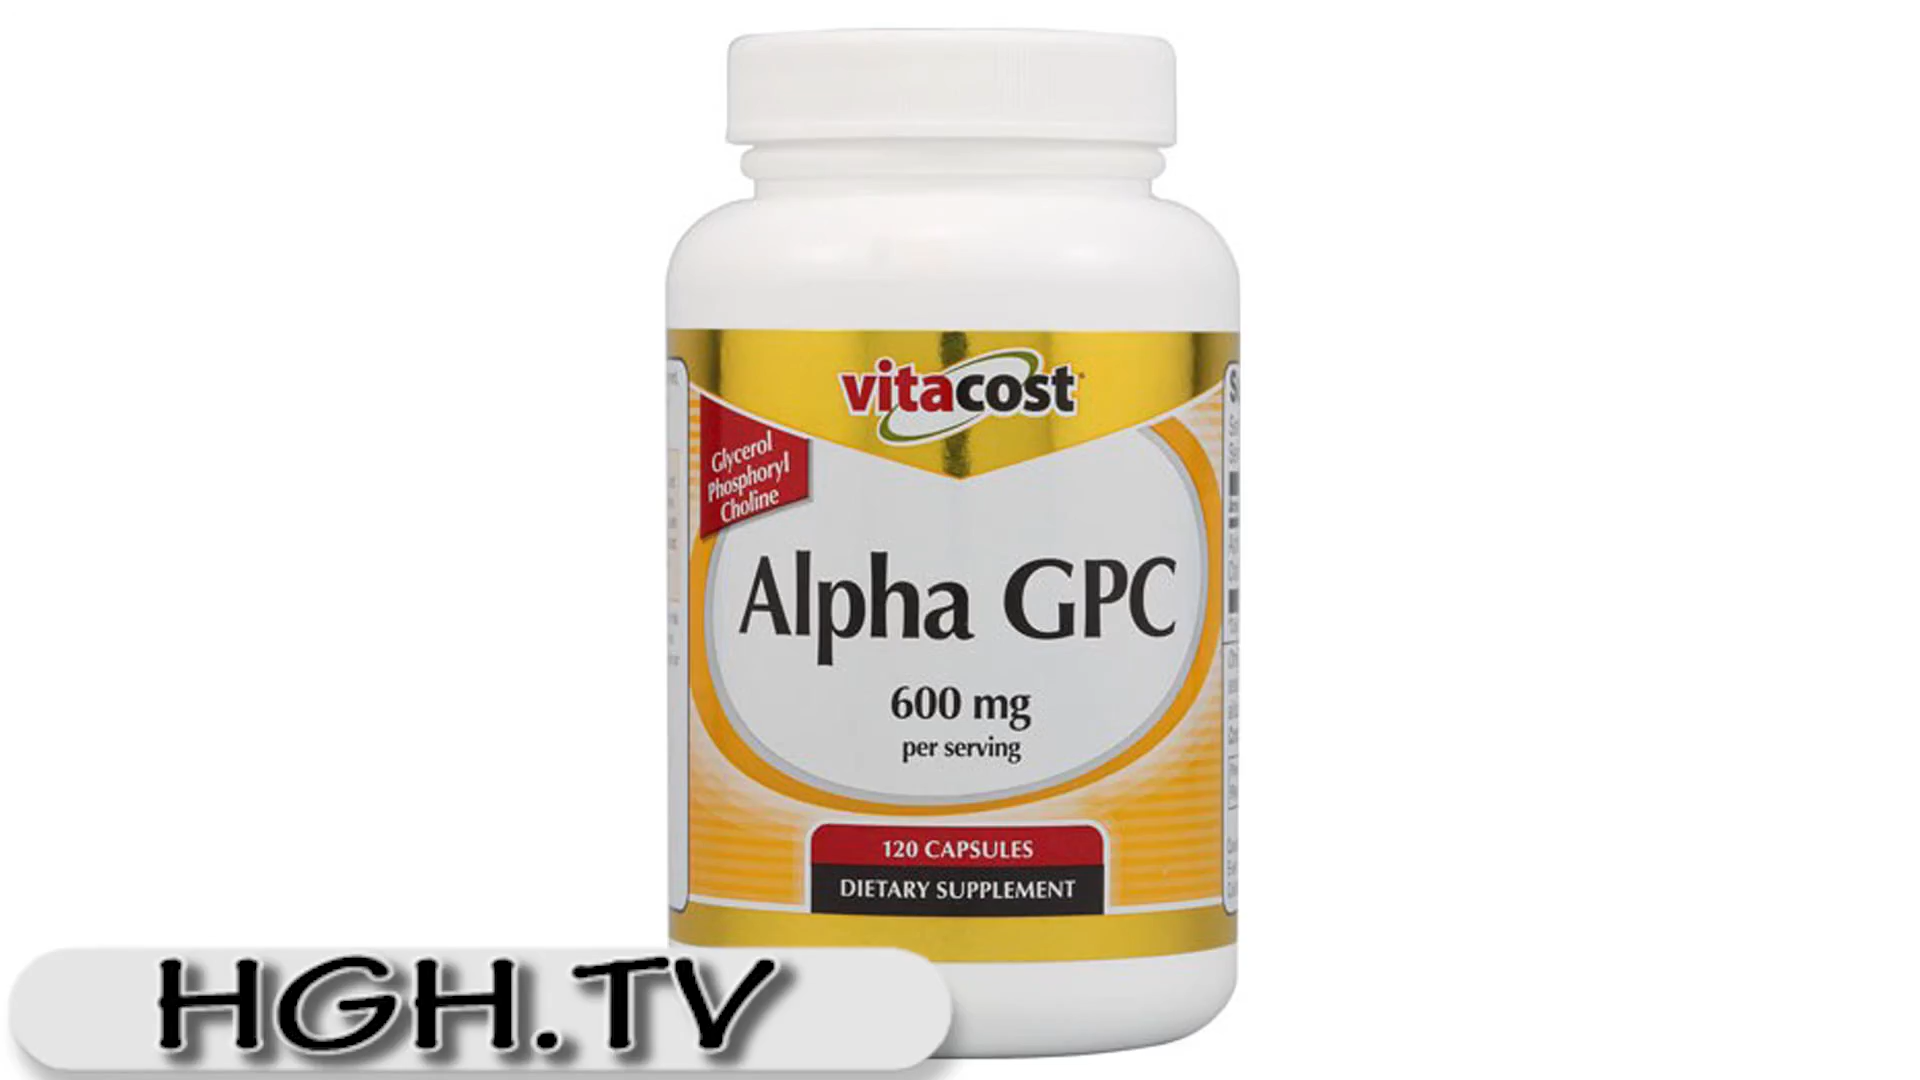 vitacost
Glycerol
Phosphoryl
Choline
Alpha GPC
600 mg
per serving
120 CAPSULES
DIETARY SUPPLEMENT
HGH.TV